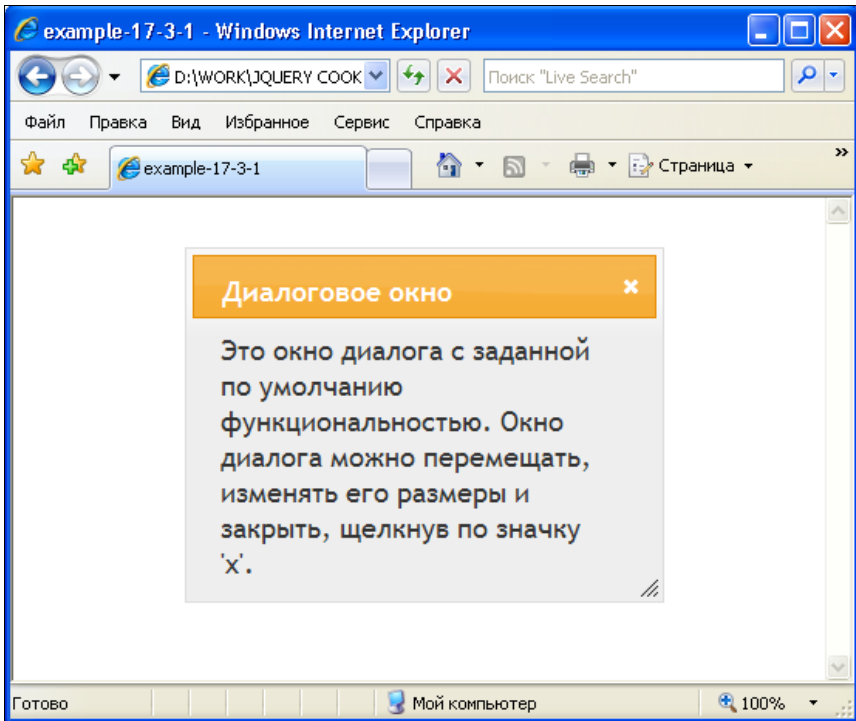 example-17-3-1 - Windows Internet Explorer
D:\WORK\JQUERY COOK
Поиск "Live Search"
Файл Правка Вид Избранное Сервис Справка
example-17-3-1
Страница
»
Диалоговое окно
Это окно диалога с заданной
по умолчанию
функциональностью. Окно
диалога можно перемещать,
изменять его размеры и
закрыть, щелкнув по значку
'x'.
Готово
Мой компьютер
100%